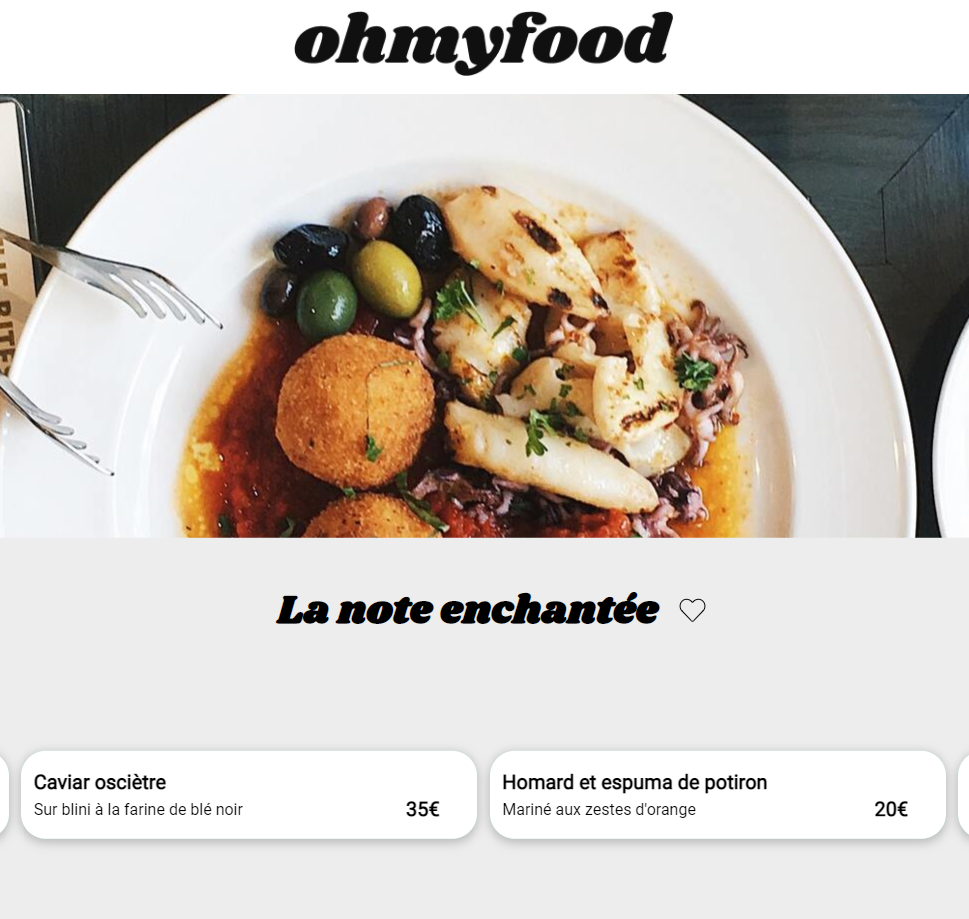 ohmyfood
La note enchantée
Caviar osciètre
Sur blini à la farine de blé noir
35€
Homard et espuma de potiron
Mariné aux zestes d'orange
20€